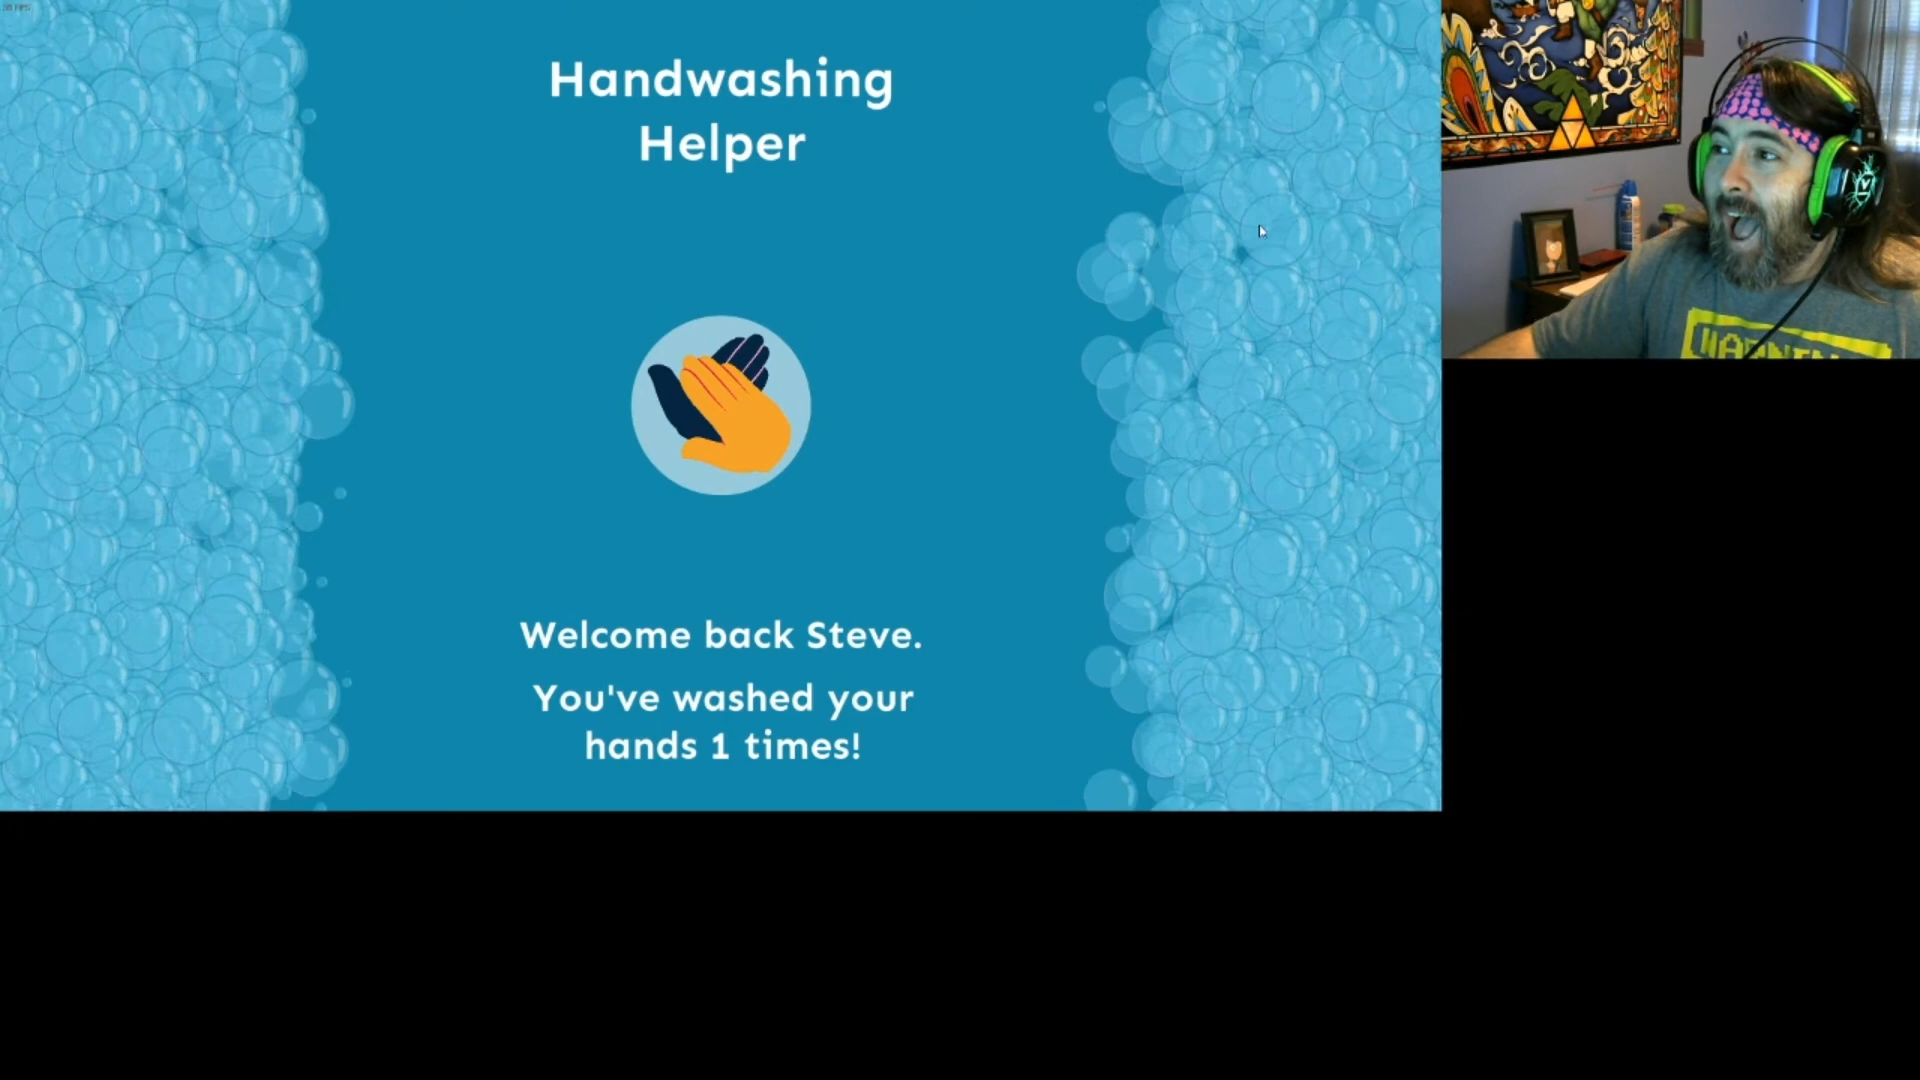 Handwashing
Helper
Welcome back Steve.
You've washed your
hands 1 times!